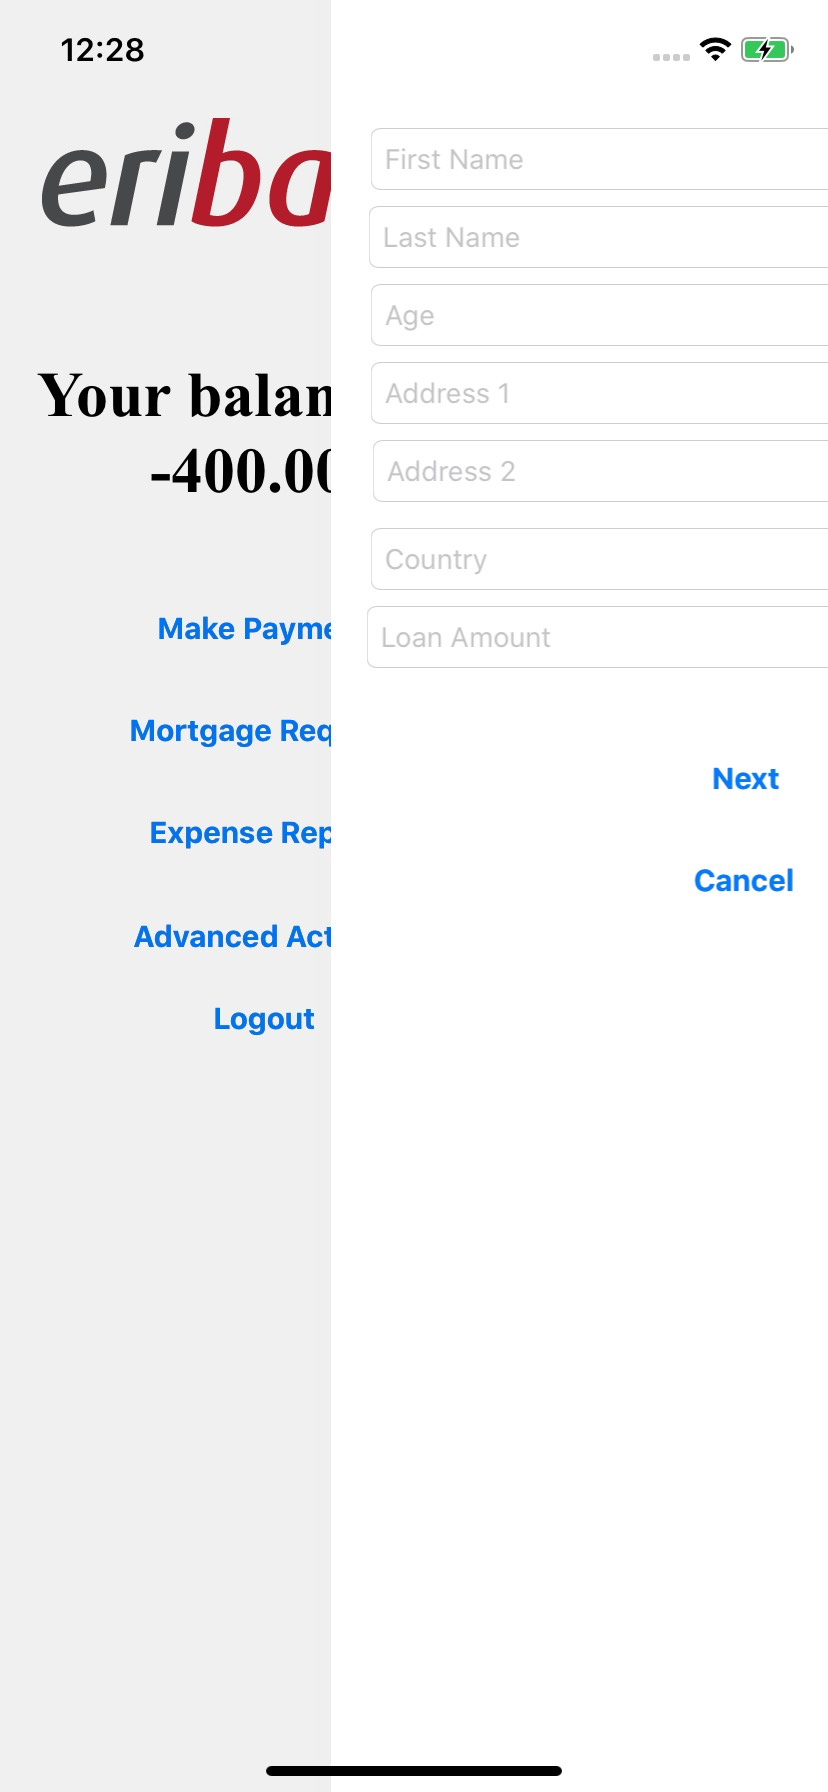 12:28
eriba
Your balan
-400.00
Make Payme
Mortgage Req
Expense Rep
Advanced Act
Logout
First Name
Last Name
Age
Address 1
Address 2
Country
Loan Amount
Next
Cancel